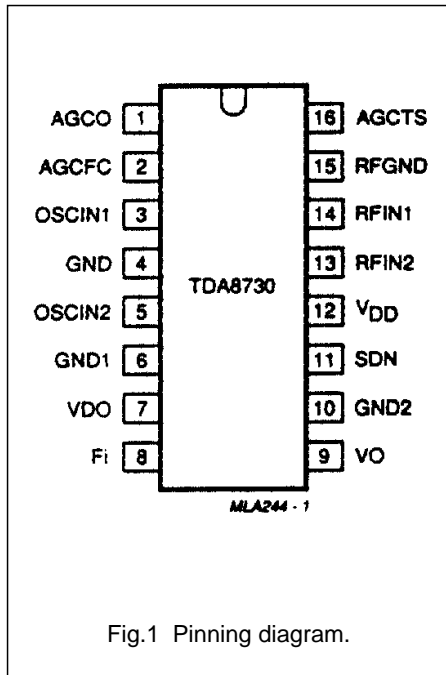 AGCO 1 16 AGCTS
AGCFC 2 15 RFGND
OSCIN1 3 14 RFIN1
GND 4 13 RFIN2
TDA8730
OSCIN2 5 12 VDD
GND1 6 11 SDN
VDO 7 10 GND2
Fi 8 9 VO
MLA244 - 1
Fig.1 Pinning diagram.